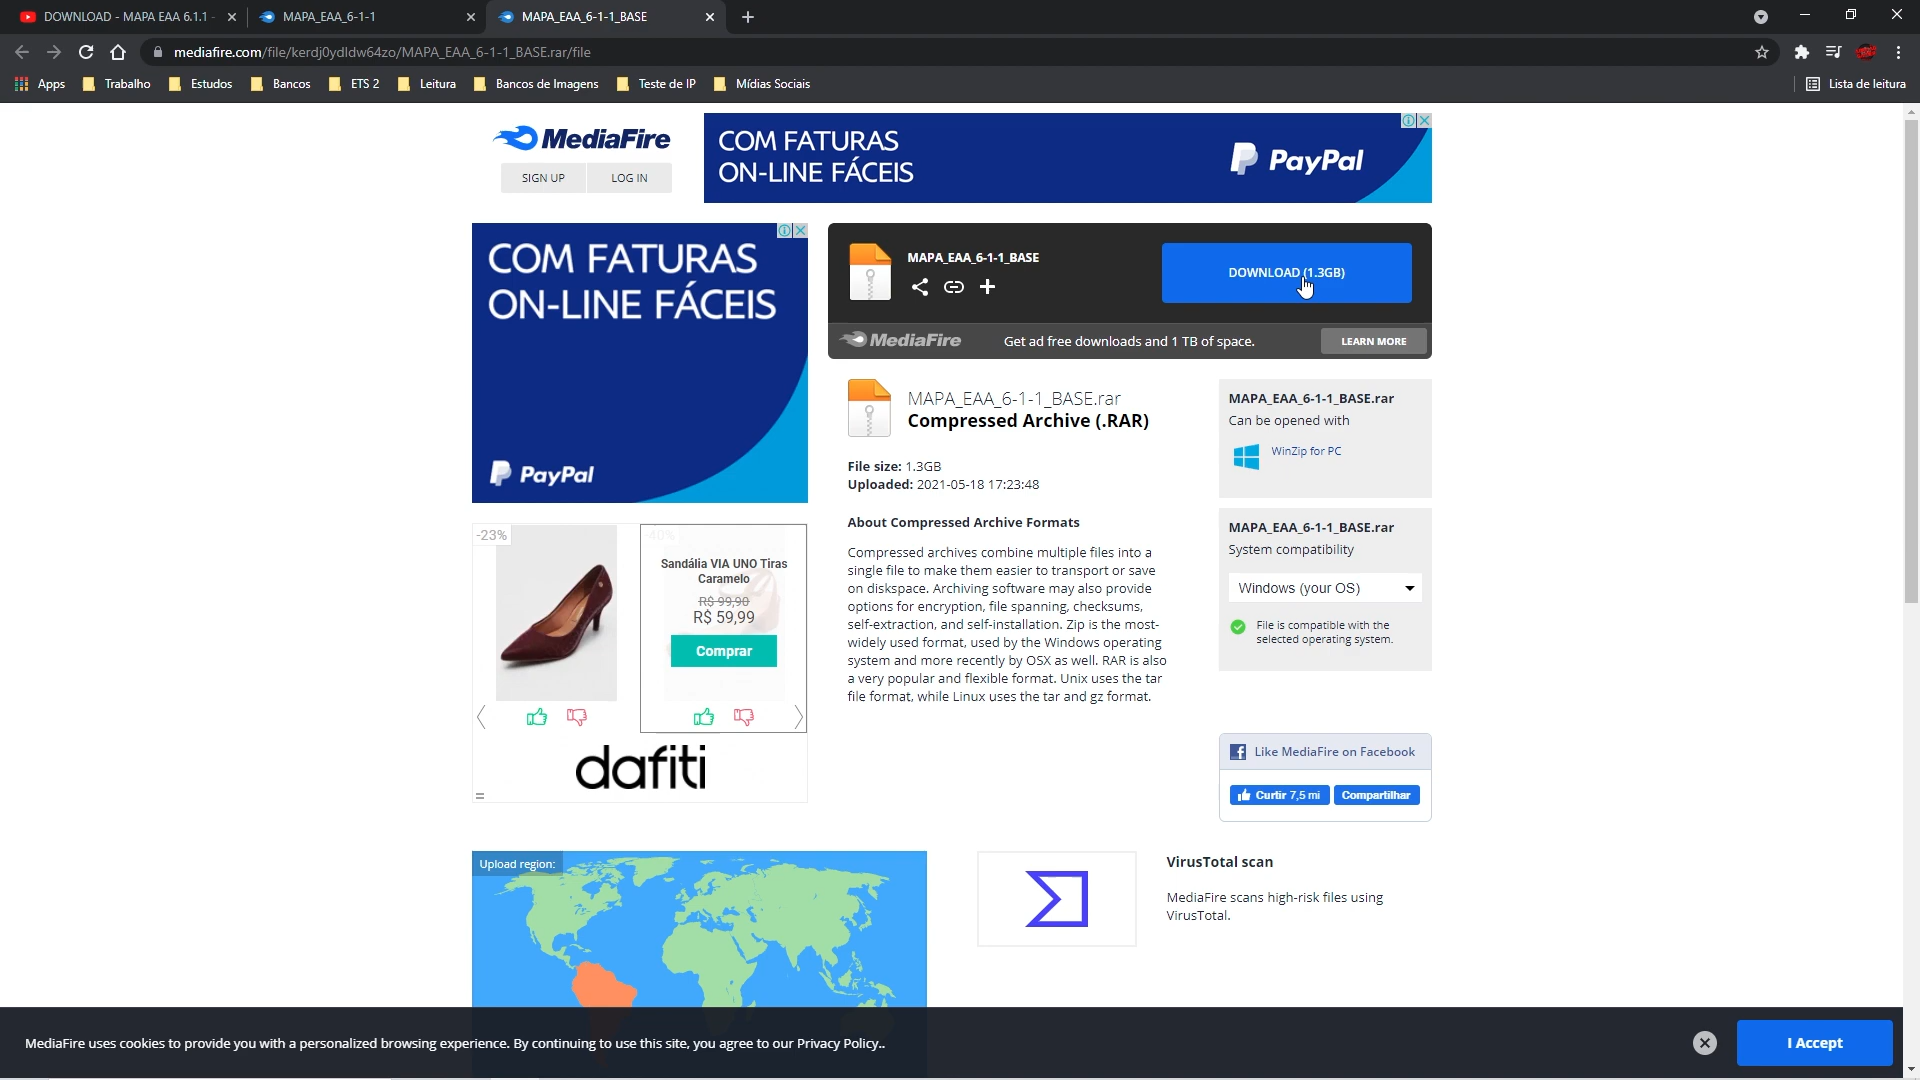 DOWNLOAD - MAPA EAA 6.1.1 -
MAPA_EAA_6-1-1
MAPA_EAA_6-1-1_BASE
mediafire.com/file/kerdj0ydldw64zo/MAPA_EAA_6-1-1_BASE.rar/file
Apps
Trabalho
Estudos
Bancos
ETS 2
Leitura
Bancos de Imagens
Teste de IP
Mídias Sociais
Lista de leitura
MediaFire
SIGN UP
LOG IN
COM FATURAS
ON-LINE FÁCEIS
PayPal
COM FATURAS
ON-LINE FÁCEIS
PayPal
MAPA_EAA_6-1-1_BASE
DOWNLOAD (1.3GB)
MediaFire
Get ad free downloads and 1 TB of space.
LEARN MORE
MAPA_EAA_6-1-1_BASE.rar
Compressed Archive (.RAR)
File size: 1.3GB
Uploaded: 2021-05-18 17:23:48
About Compressed Archive Formats
Compressed archives combine multiple files into a
single file to make them easier to transport or save
on diskspace. Archiving software may also provide
options for encryption, file spanning, checksums,
self-extraction, and self-installation. Zip is the most-
widely used format, used by the Windows operating
system and more recently by OSX as well. RAR is also
a very popular and flexible format. Unix uses the tar
file format, while Linux uses the tar and gz format.
MAPA_EAA_6-1-1_BASE.rar
Can be opened with
WinZip for PC
MAPA_EAA_6-1-1_BASE.rar
System compatibility
Windows (your OS)
File is compatible with the
selected operating system.
-23%
-40%
Sandália VIA UNO Tiras
Caramelo
R$ 99,90
R$ 59,99
Comprar
dafiti
Like MediaFire on Facebook
Curtir 7,5 mi
Compartilhar
Upload region:
VirusTotal scan
MediaFire scans high-risk files using
VirusTotal.
MediaFire uses cookies to provide you with a personalized browsing experience. By continuing to use this site, you agree to our Privacy Policy..
I Accept